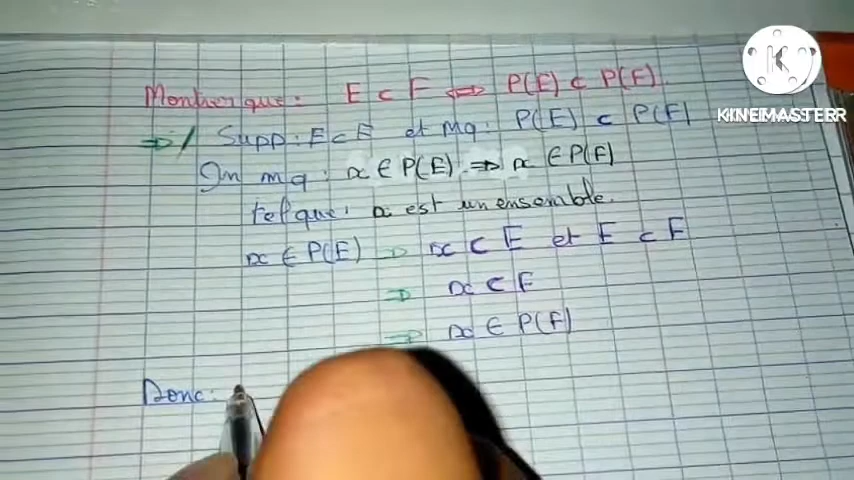 Montrer que: E ⊂ F ⟺ P(E) ⊂ P(F).
⇒ / Supp: E ⊂ E et Mq: P(E) ⊂ P(F)
On mq: x ∈ P(E) ⇒ x ∈ P(F)
tel que: x est un ensemble.
x ∈ P(E) ⇒ x ⊂ E et E ⊂ F
⇒ x ⊂ F
⇒ x ∈ P(F)
Donc:
KINEMASTER